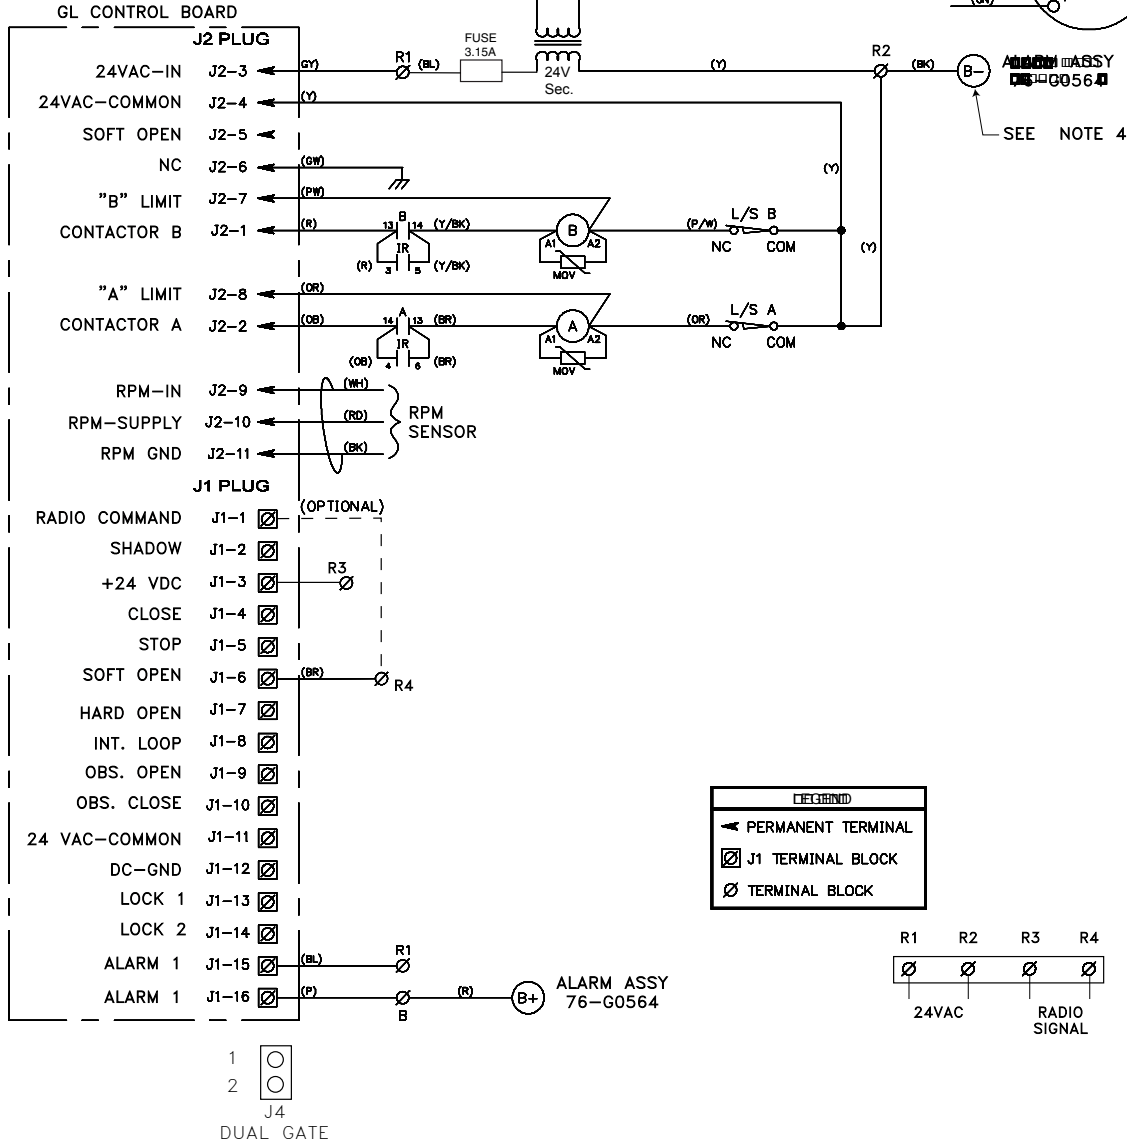 GL CONTROL BOARD
J2 PLUG
24VAC-IN J2-3 (GY) R1 (BL) FUSE 3.15A 24V Sec. (Y) R2 (BK) B- ALARM ASSY
76-G0564
SEE NOTE 4
24VAC-COMMON J2-4 (Y)
SOFT OPEN J2-5
NC J2-6 (GW) (Y)
"B" LIMIT J2-7 (PW)
CONTACTOR B J2-1 (R) 13 B 14 (Y/BK) B A1 A2 (P/W) L/S B NC COM (Y)
(R) 3 IR 5 (Y/BK) MOV
"A" LIMIT J2-8 (OR)
CONTACTOR A J2-2 (OB) 14 A 13 (BR) A A1 A2 (OR) L/S A NC COM
(OB) 4 IR 6 (BR) MOV
RPM-IN J2-9 (WH)
RPM-SUPPLY J2-10 (RD)
RPM GND J2-11 (BK)
RPM
SENSOR
J1 PLUG
(OPTIONAL)
RADIO COMMAND J1-1
SHADOW J1-2
+24 VDC J1-3 R3
CLOSE J1-4
STOP J1-5
SOFT OPEN J1-6 (BR) R4
HARD OPEN J1-7
INT. LOOP J1-8
OBS. OPEN J1-9
OBS. CLOSE J1-10
24 VAC-COMMON J1-11
DC-GND J1-12
LOCK 1 J1-13
LOCK 2 J1-14
ALARM 1 J1-15 (BL) R1
ALARM 1 J1-16 (P) B (R) B+ ALARM ASSY
76-G0564
LEGEND
PERMANENT TERMINAL
J1 TERMINAL BLOCK
TERMINAL BLOCK
R1 R2 R3 R4
24VAC RADIO
SIGNAL
1
2
J4
DUAL GATE